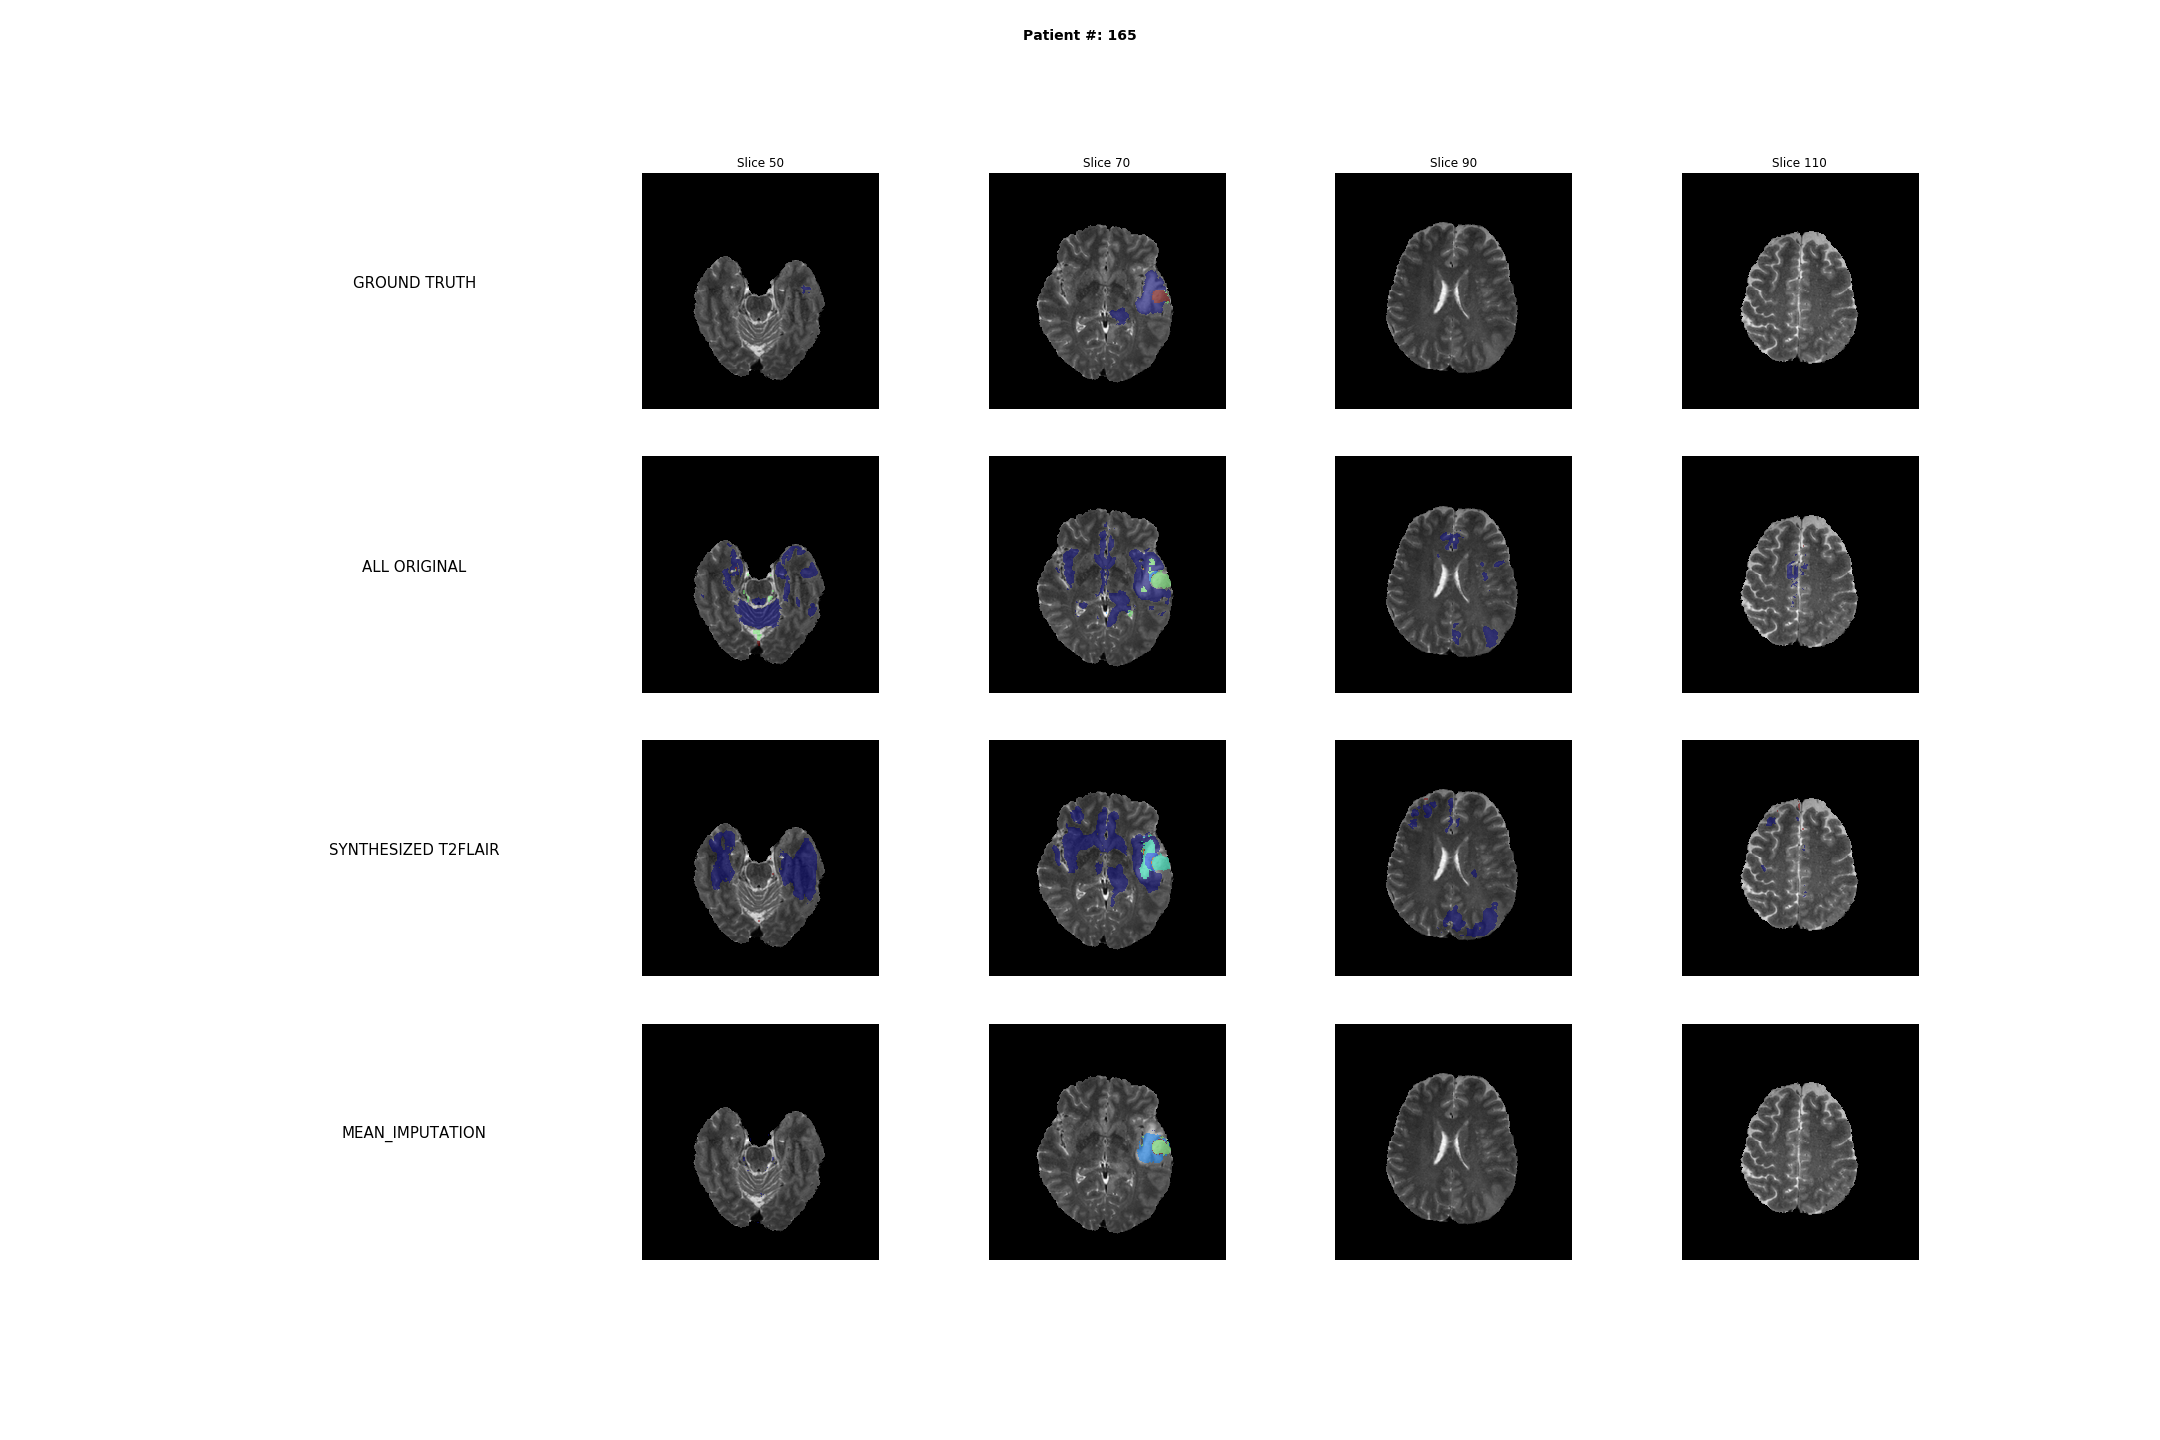 Patient #: 165
Slice 50
Slice 70
Slice 90
Slice 110
GROUND TRUTH
ALL ORIGINAL
SYNTHESIZED T2FLAIR
MEAN_IMPUTATION